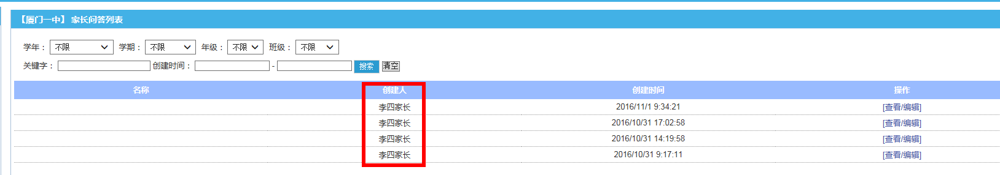 【厦门一中】 家长问答列表
学年： 不限 学期： 不限 年级： 不限 班级： 不限
关键字： 创建时间： - 搜索 清空
名称 创建人 创建时间 操作
李四家长 2016/11/1 9:34:21 [查看/编辑]
李四家长 2016/10/31 17:02:58 [查看/编辑]
李四家长 2016/10/31 14:19:58 [查看/编辑]
李四家长 2016/10/31 9:17:11 [查看/编辑]